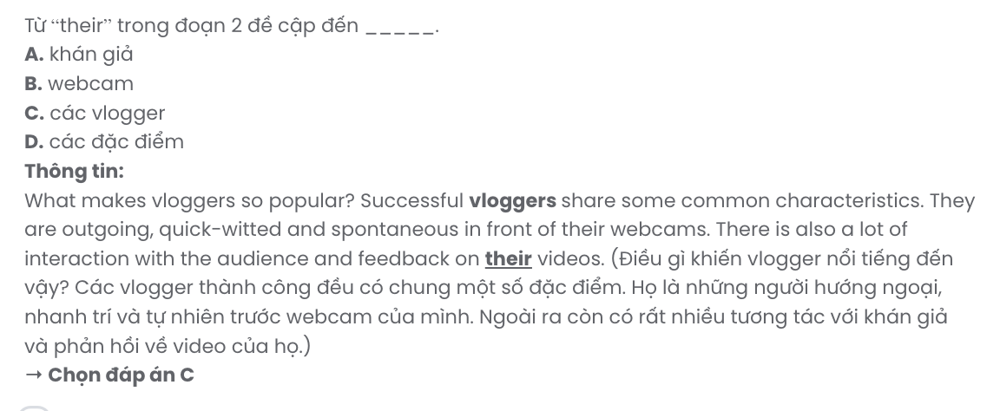 Từ “their” trong đoạn 2 đề cập đến _____.
A. khán giả
B. webcam
C. các vlogger
D. các đặc điểm
Thông tin:
What makes vloggers so popular? Successful vloggers share some common characteristics. They
are outgoing, quick-witted and spontaneous in front of their webcams. There is also a lot of
interaction with the audience and feedback on their videos. (Điều gì khiến vlogger nổi tiếng đến
vậy? Các vlogger thành công đều có chung một số đặc điểm. Họ là những người hướng ngoại,
nhanh trí và tự nhiên trước webcam của mình. Ngoài ra còn có rất nhiều tương tác với khán giả
và phản hồi về video của họ.)
→ Chọn đáp án C